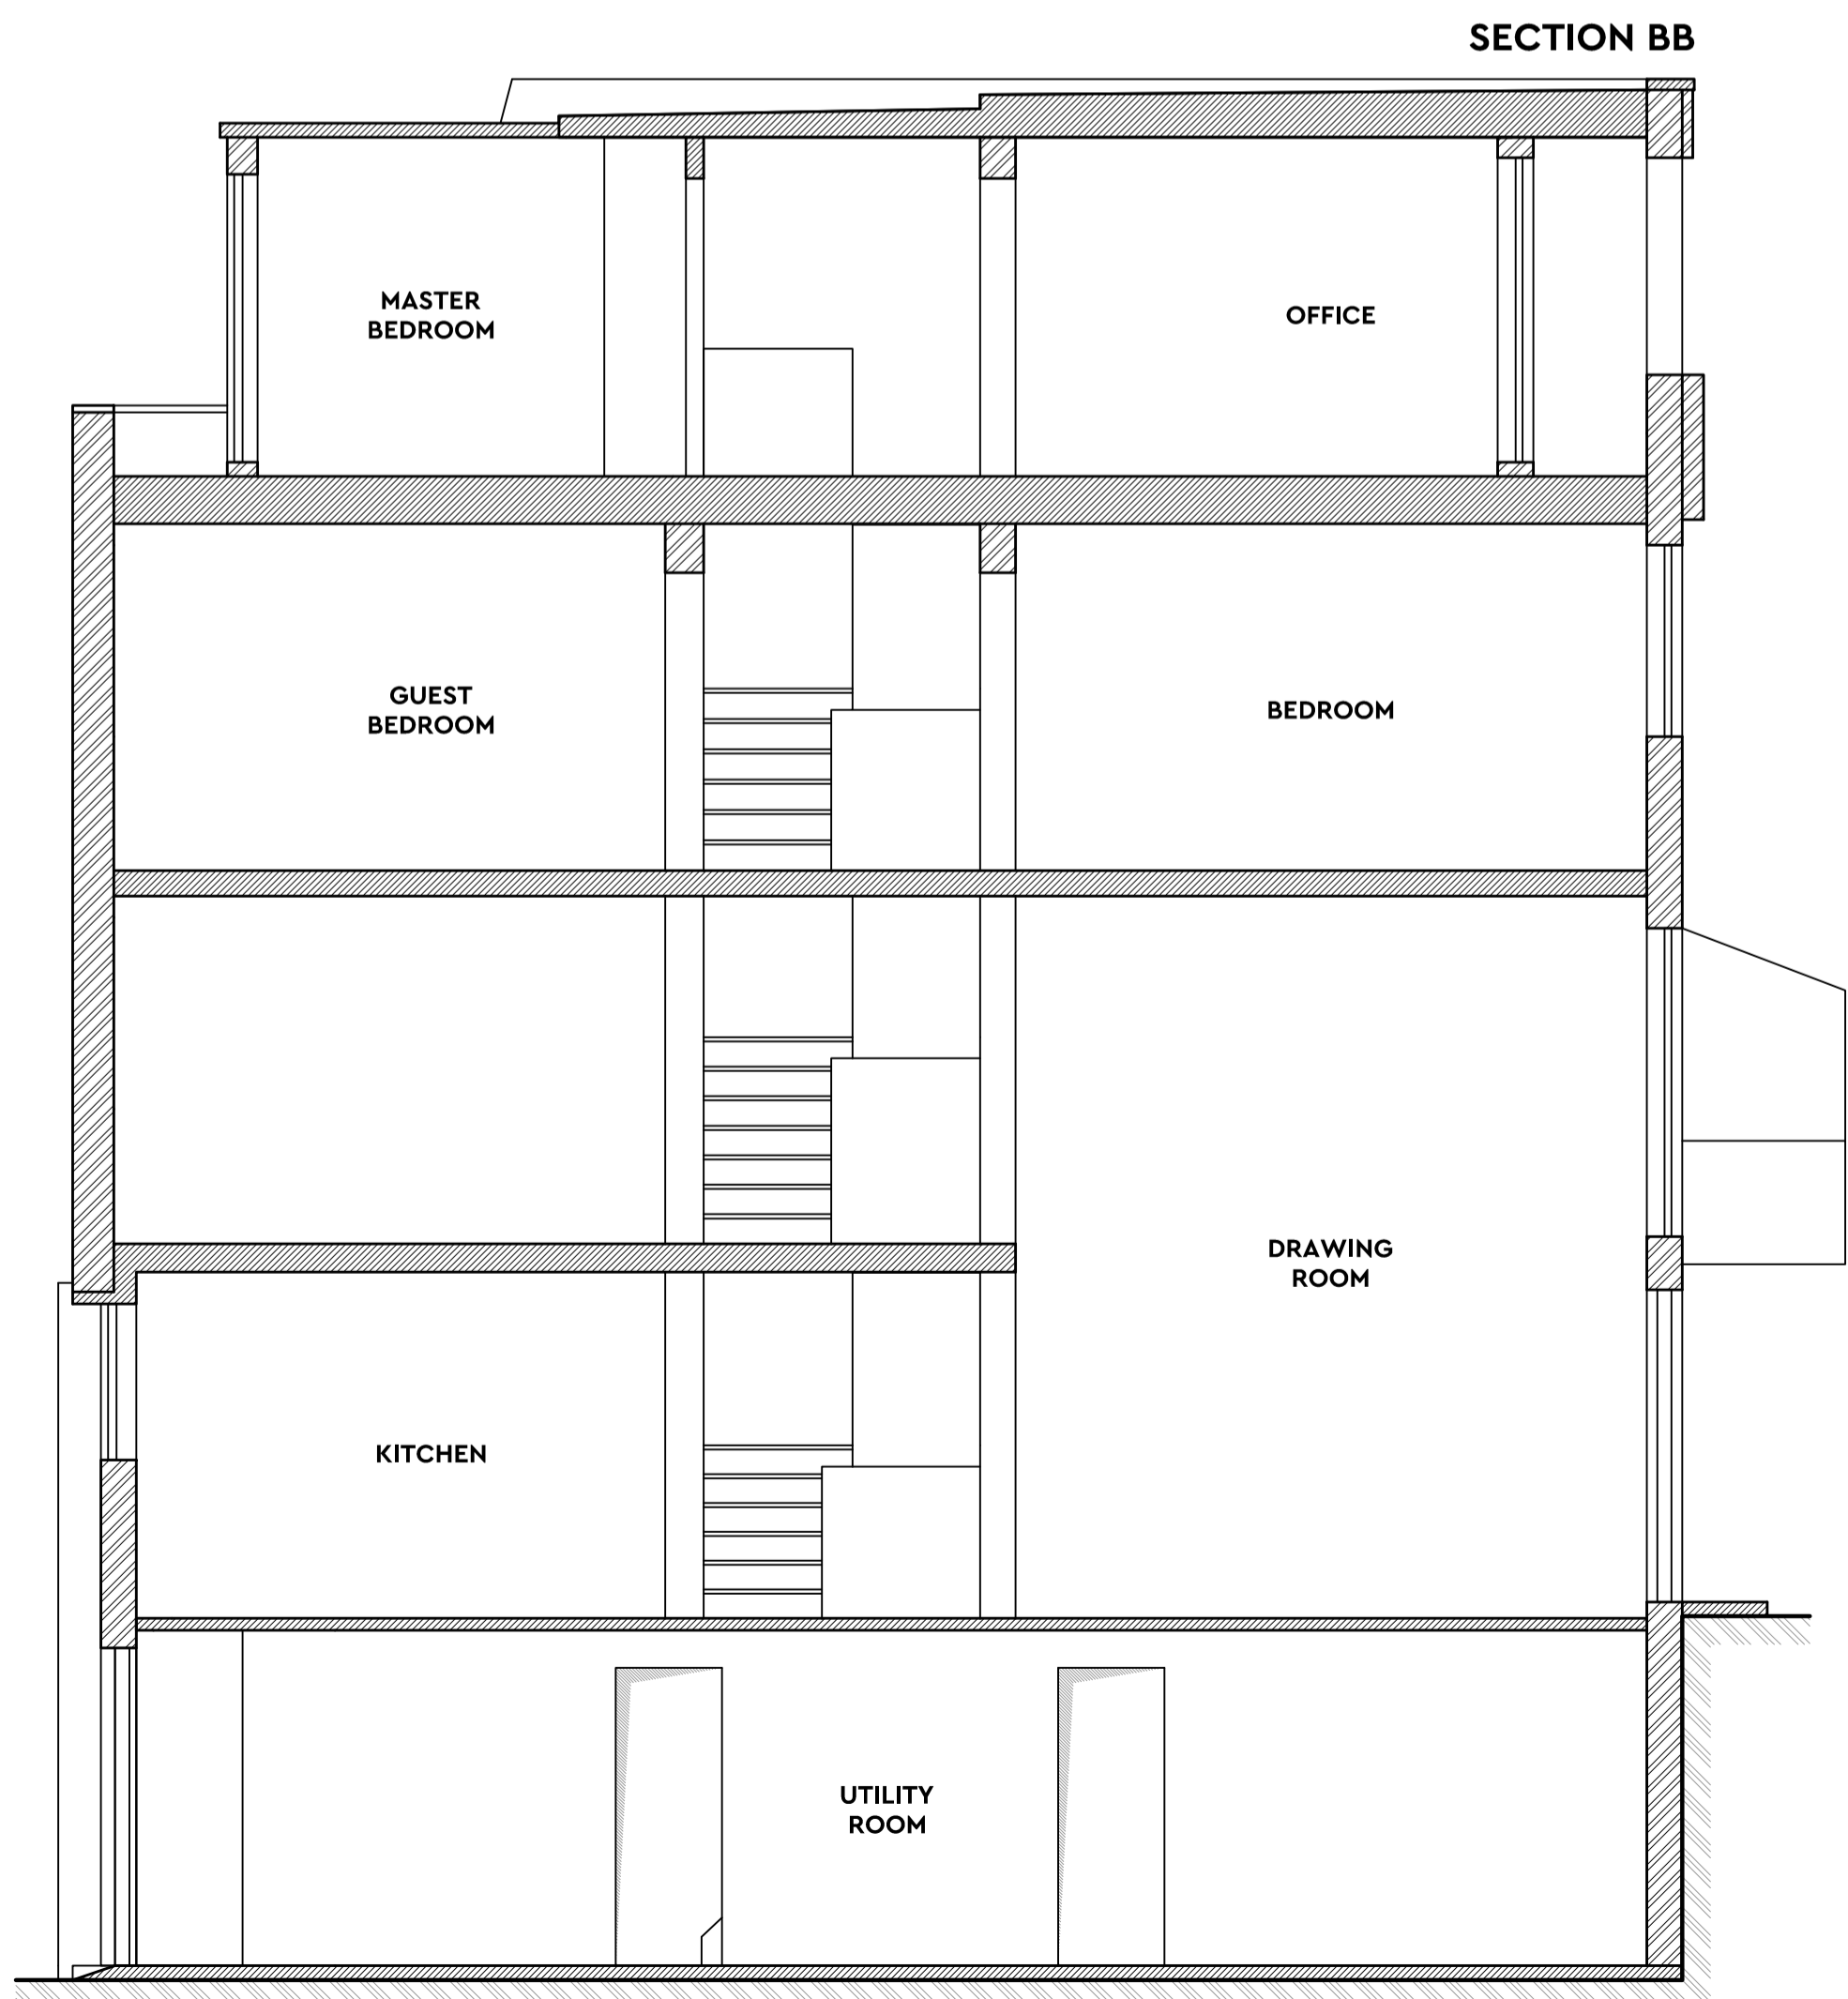 SECTION BB
MASTER
BEDROOM
OFFICE
GUEST
BEDROOM
BEDROOM
DRAWING
ROOM
KITCHEN
UTILITY
ROOM